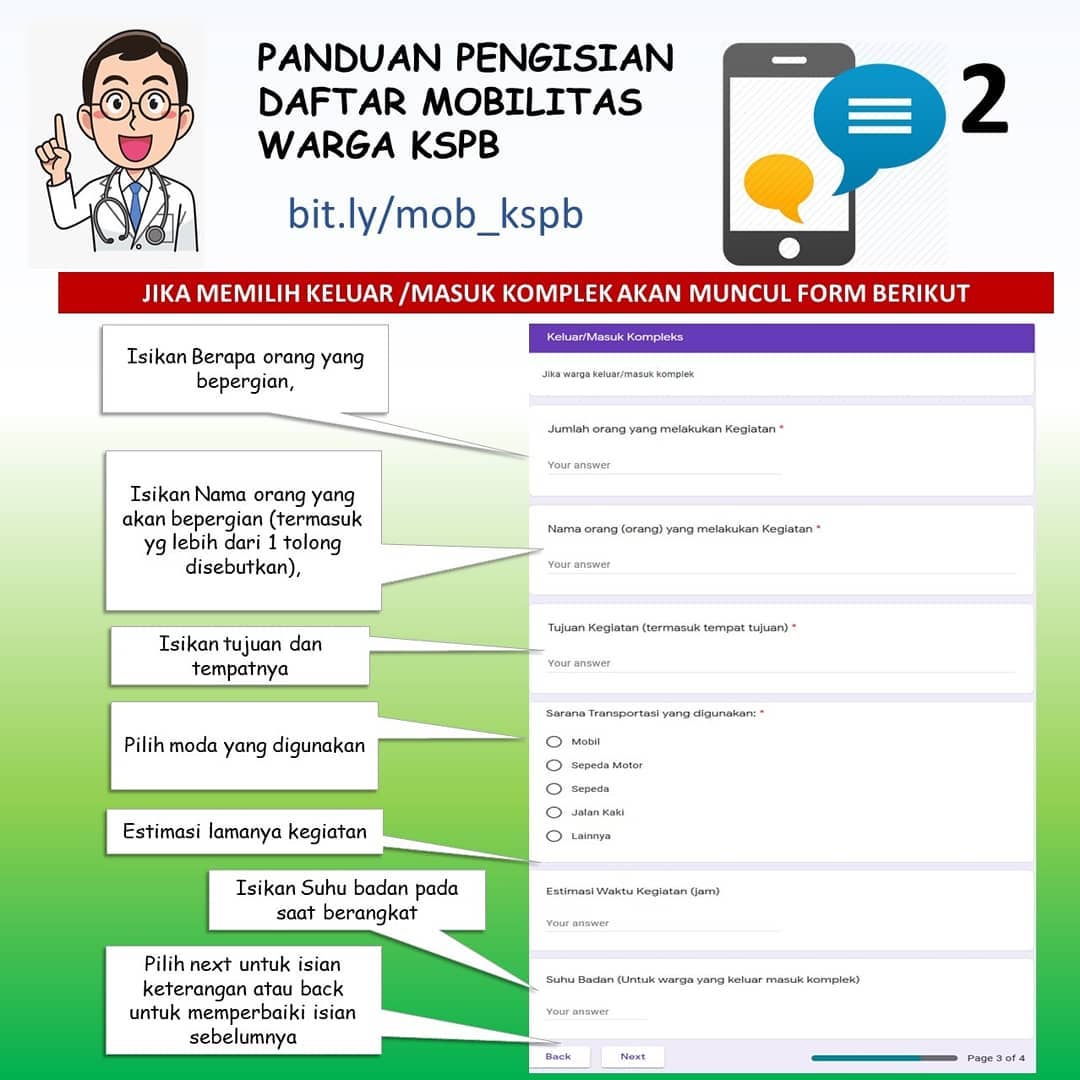 PANDUAN PENGISIAN
DAFTAR MOBILITAS
WARGA KSPB
bit.ly/mob_kspb
2
JIKA MEMILIH KELUAR /MASUK KOMPLEK AKAN MUNCUL FORM BERIKUT
Isikan Berapa orang yang
bepergian,
Isikan Nama orang yang
akan bepergian (termasuk
yg lebih dari 1 tolong
disebutkan),
Isikan tujuan dan
tempatnya
Pilih moda yang digunakan
Estimasi lamanya kegiatan
Isikan Suhu badan pada
saat berangkat
Pilih next untuk isian
keterangan atau back
untuk memperbaiki isian
sebelumnya
Keluar/Masuk Kompleks
Jika warga keluar/masuk komplek
Jumlah orang yang melakukan Kegiatan *
Your answer
Nama orang (orang) yang melakukan Kegiatan *
Your answer
Tujuan Kegiatan (termasuk tempat tujuan) *
Your answer
Sarana Transportasi yang digunakan: *
Mobil
Sepeda Motor
Sepeda
Jalan Kaki
Lainnya
Estimasi Waktu Kegiatan (jam)
Your answer
Suhu Badan (Untuk warga yang keluar masuk komplek)
Your answer
Back
Next
Page 3 of 4